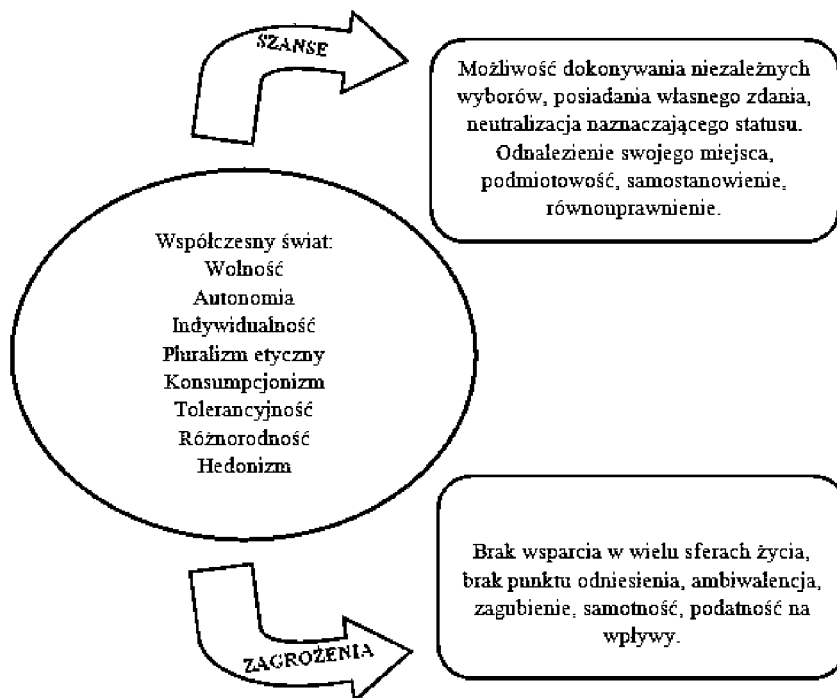 SZANSE
Możliwość dokonywania niezależnych
wyborów, posiadania własnego zdania,
neutralizacja naznaczającego statusu.
Odnalezienie swojego miejsca,
podmiotowość, samostanowienie,
równouprawnienie.
Współczesny świat:
Wolność
Autonomia
Indywidualność
Pluralizm etyczny
Konsumpcjonizm
Tolerancyjność
Różnorodność
Hedonizm
Brak wsparcia w wielu sferach życia,
brak punktu odniesienia, ambiwalencja,
zagubienie, samotność, podatność na
wpływy.
ZAGROŻENIA